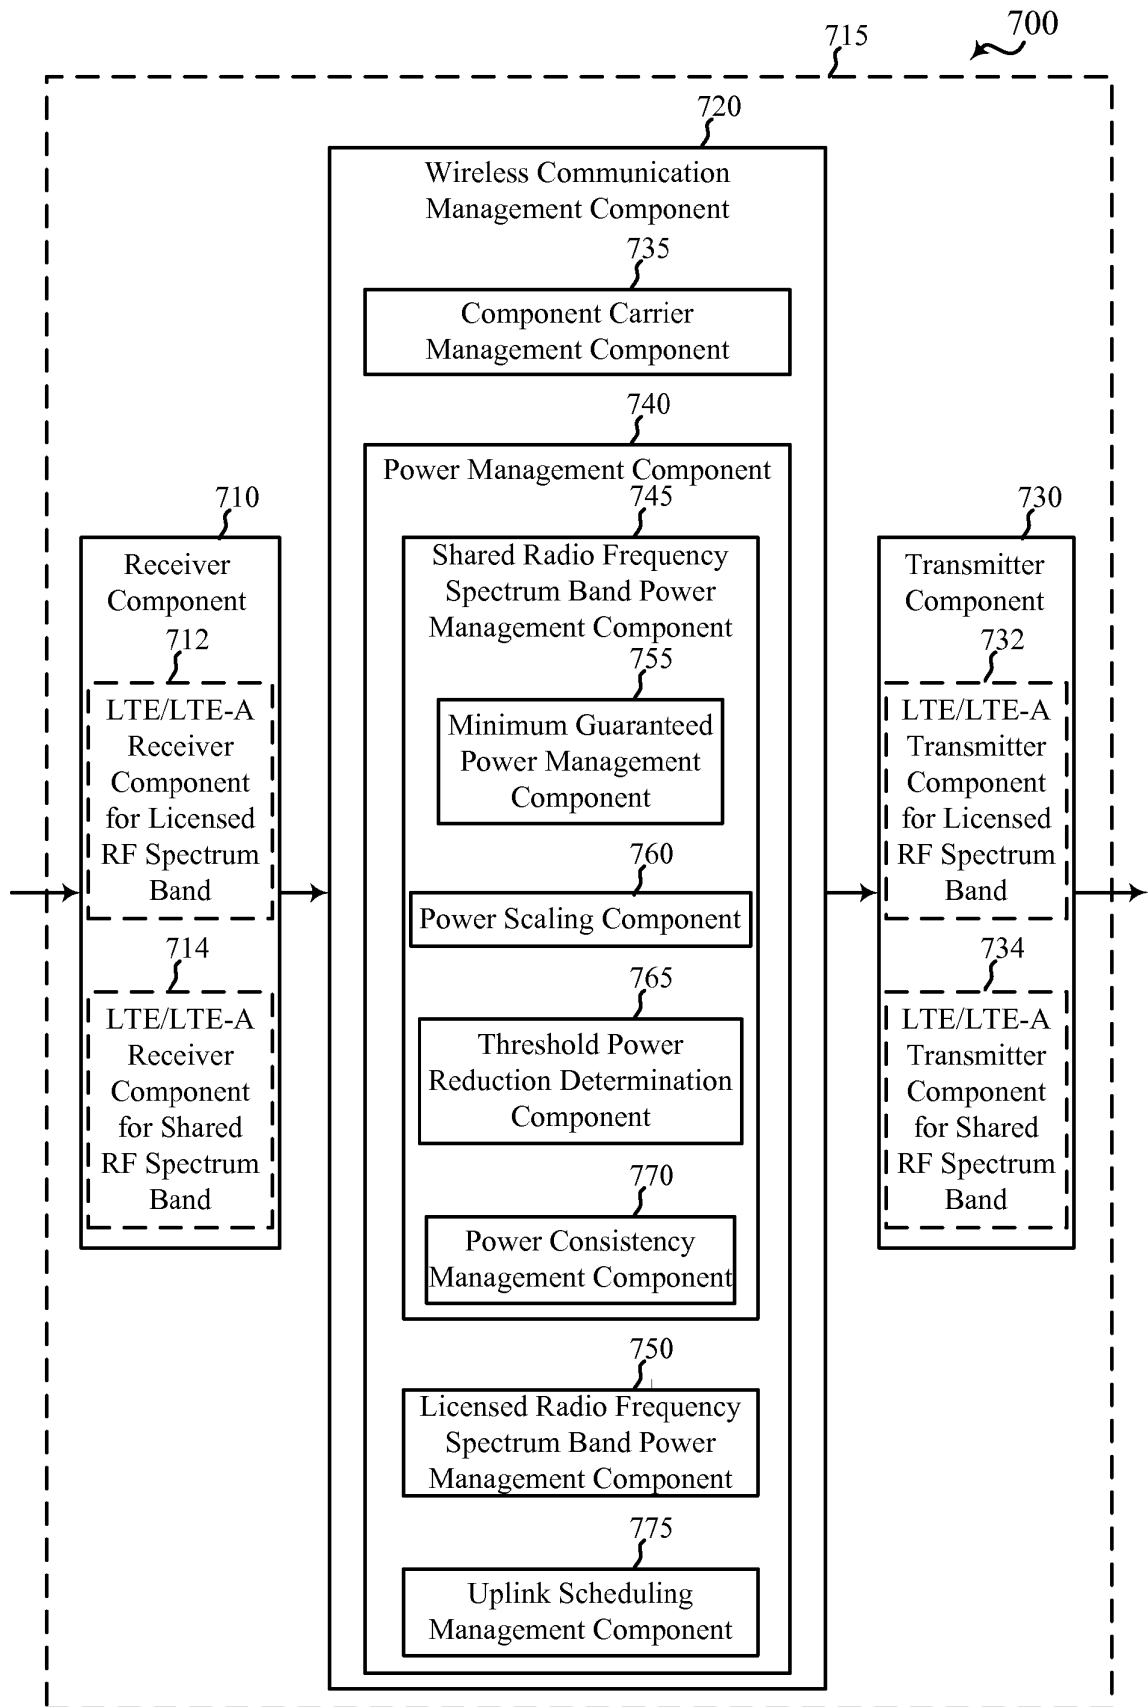 700
715
720
Wireless Communication
Management Component
735
Component Carrier
Management Component
740
Power Management Component
745
Shared Radio Frequency
Spectrum Band Power
Management Component
755
Minimum Guaranteed
Power Management
Component
760
Power Scaling Component
765
Threshold Power
Reduction Determination
Component
770
Power Consistency
Management Component
750
Licensed Radio Frequency
Spectrum Band Power
Management Component
775
Uplink Scheduling
Management Component
710
Receiver
Component
712
LTE/LTE-A
Receiver
Component
for Licensed
RF Spectrum
Band
714
LTE/LTE-A
Receiver
Component
for Shared
RF Spectrum
Band
730
Transmitter
Component
732
LTE/LTE-A
Transmitter
Component
for Licensed
RF Spectrum
Band
734
LTE/LTE-A
Transmitter
Component
for Shared
RF Spectrum
Band